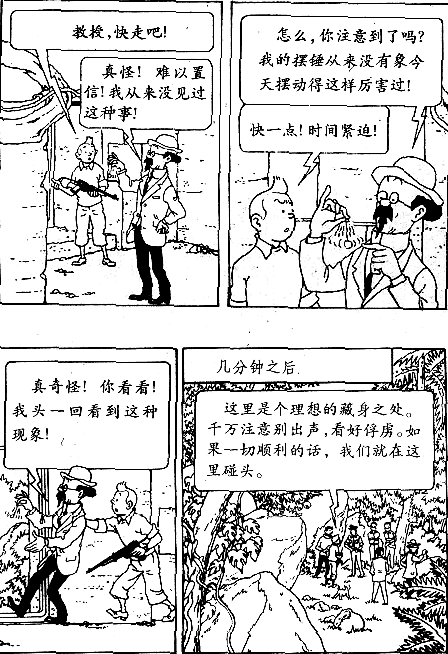 教授,快走吧!
真怪! 难以置
信!我从来没见过
这种事!
怎么,你注意到了吗?
我的摆锤从来没有象今
天摆动得这样厉害过!
快一点!时间紧迫!
真奇怪! 你看看!
我头一回看到这种
现象!
几分钟之后.
这里是个理想的藏身之处。
千万注意别出声,看好俘虏。如
果一切顺利的话, 我们就在这
里碰头。